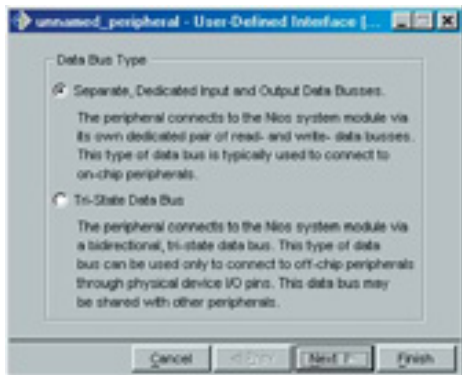 unnamed_peripheral - User-Defined Interface [...
Data Bus Type
Separate, Dedicated Input and Output Data Busses.
The peripheral connects to the Nios system module via
its own dedicated pair of read- and write- data busses.
This type of data bus is typically used to connect to
on-chip peripherals.
Tri-State Data Bus
The peripheral connects to the Nios system module via
a bidirectional, tri-state data bus. This type of data
bus can be used only to connect to off-chip peripherals
through physical device I/O pins. This data bus may
be shared with other peripherals.
Cancel
< Prev
Next >
Finish